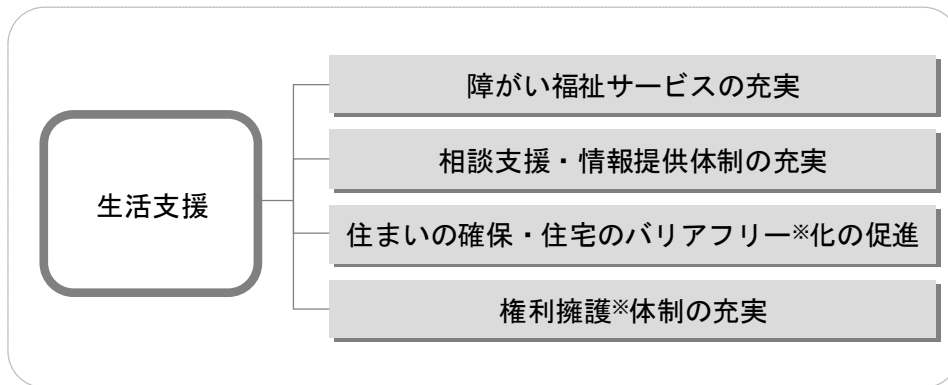 生活支援
障がい福祉サービスの充実
相談支援・情報提供体制の充実
住まいの確保・住宅のバリアフリー※化の促進
権利擁護※体制の充実